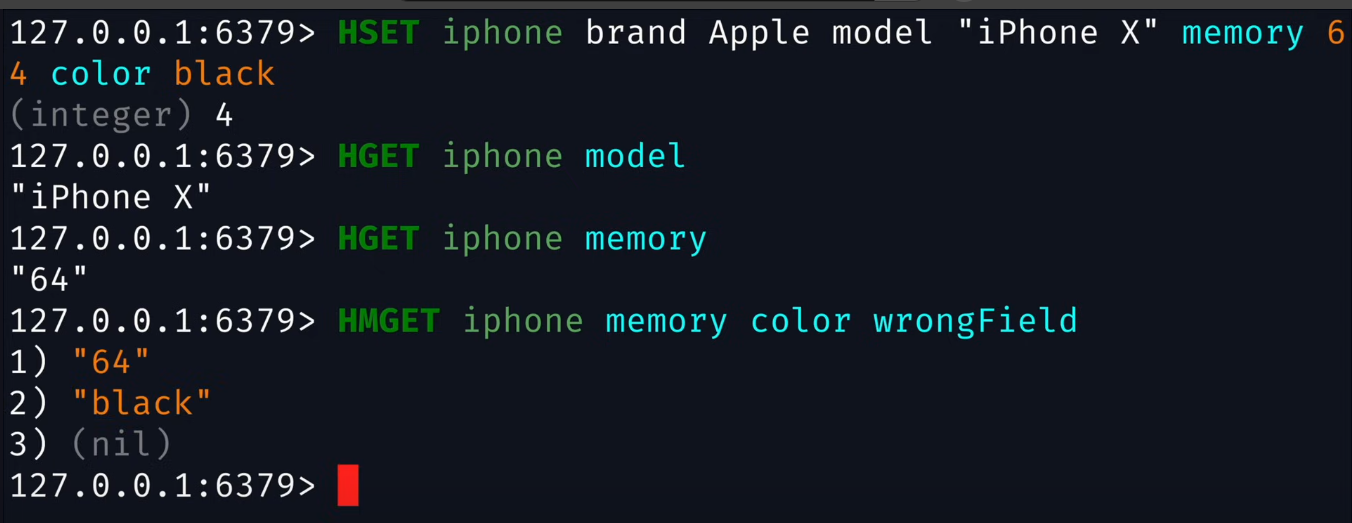 127.0.0.1:6379> HSET iphone brand Apple model "iPhone X" memory 6
4 color black
(integer) 4
127.0.0.1:6379> HGET iphone model
"iPhone X"
127.0.0.1:6379> HGET iphone memory
"64"
127.0.0.1:6379> HMGET iphone memory color wrongField
1) "64"
2) "black"
3) (nil)
127.0.0.1:6379>